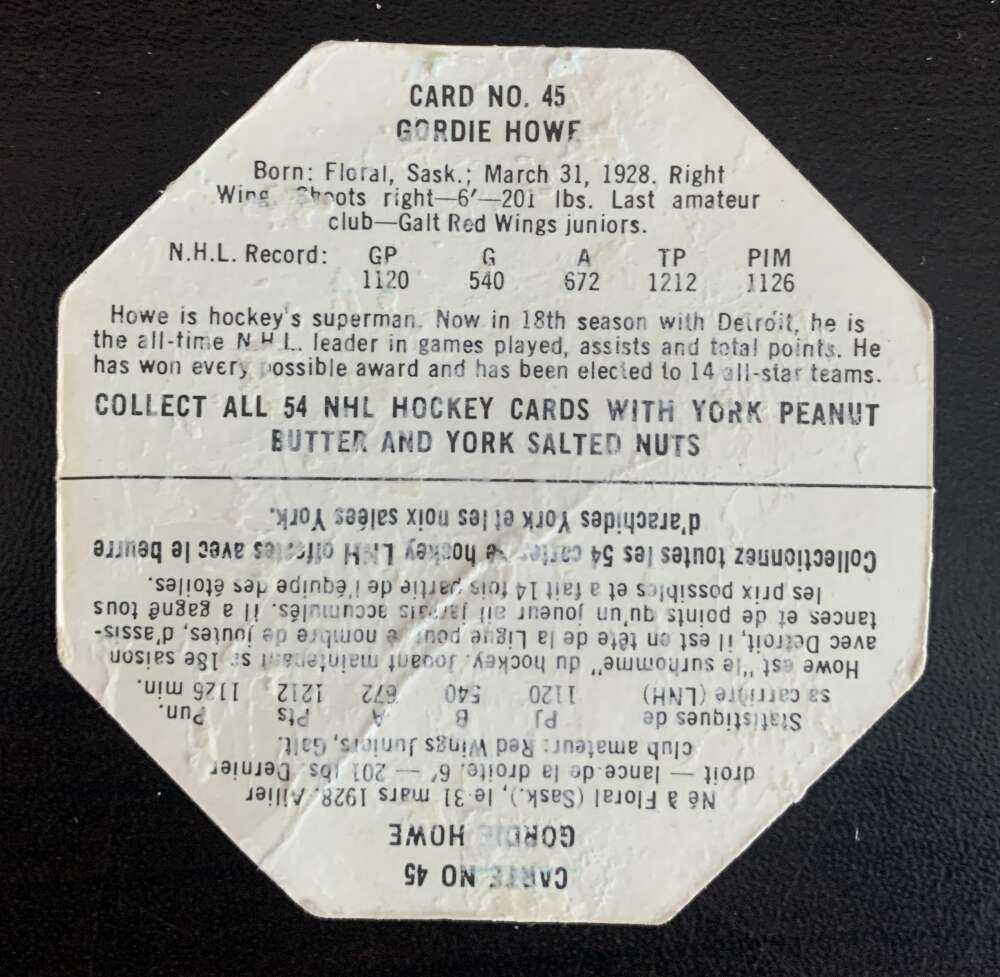 CARD NO. 45
GORDIE HOWE
Born: Floral, Sask.; March 31, 1928. Right
Wing. Shoots right—6′—201 lbs. Last amateur
club—Galt Red Wings juniors.
N.H.L. Record: GP G A TP PIM
1120 540 672 1212 1126
Howe is hockey's superman. Now in 18th season with Detroit, he is
the all-time N.H.L. leader in games played, assists and total points. He
has won every possible award and has been elected to 14 all-star teams.
COLLECT ALL 54 NHL HOCKEY CARDS WITH YORK PEANUT
BUTTER AND YORK SALTED NUTS
CARTE NO 45
GORDIE HOWE
Né à Floral (Sask.), le 31 mars 1928. Ailier
droit — lance de la droite. 6′ — 201 lbs. Dernier
club amateur: Red Wings Juniors, Galt.
Statistiques de PJ B A Pts Pun.
sa carrière (LNH) 1120 540 672 1212 1126 min.
Howe est "le surhomme" du hockey. Jouant maintenant sa 18e saison
avec Detroit, il est en tête de la Ligue pour le nombre de joutes, d'assis-
tances et de points qu'un joueur ait jamais accumulés. il a gagné tous
les prix possibles et a fait 14 fois partie de l'équipe des étoiles.
Collectionnez toutes les 54 cartes de hockey LNH offertes avec le beurre
d'arachides York et les noix salées York.